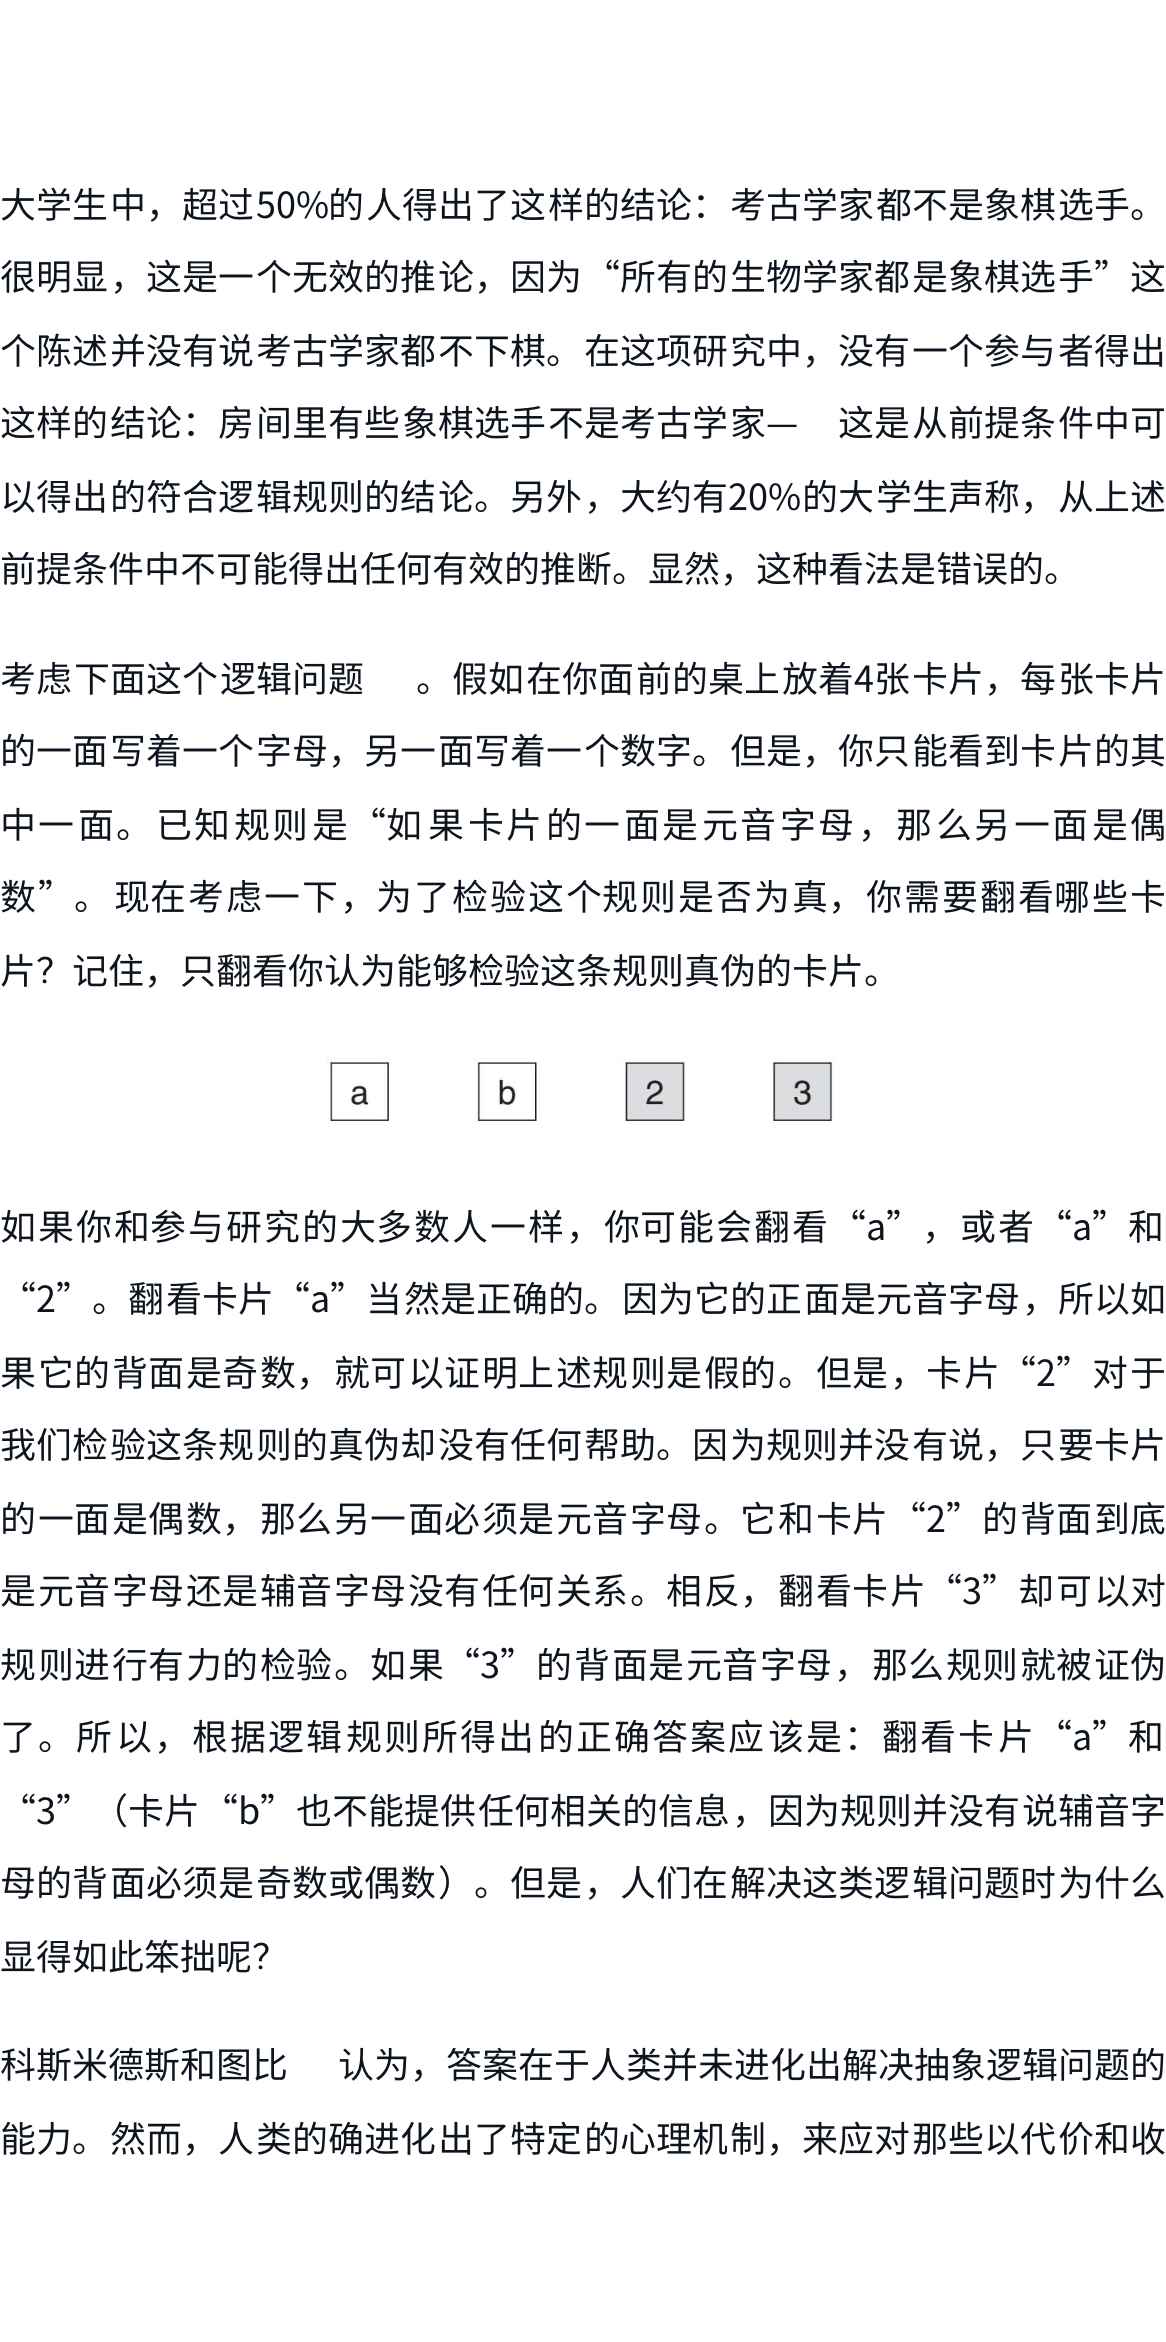 大学生中，超过50%的人得出了这样的结论：考古学家都不是象棋选手。
很明显，这是一个无效的推论，因为“所有的生物学家都是象棋选手”这
个陈述并没有说考古学家都不下棋。在这项研究中，没有一个参与者得出
这样的结论：房间里有些象棋选手不是考古学家— 这是从前提条件中可
以得出的符合逻辑规则的结论。另外，大约有20%的大学生声称，从上述
前提条件中不可能得出任何有效的推断。显然，这种看法是错误的。
考虑下面这个逻辑问题 。假如在你面前的桌上放着4张卡片，每张卡片
的一面写着一个字母，另一面写着一个数字。但是，你只能看到卡片的其
中一面。已知规则是“如果卡片的一面是元音字母，那么另一面是偶
数”。现在考虑一下，为了检验这个规则是否为真，你需要翻看哪些卡
片？记住，只翻看你认为能够检验这条规则真伪的卡片。
a b 2 3
如果你和参与研究的大多数人一样，你可能会翻看“a”，或者“a”和
“2”。翻看卡片“a”当然是正确的。因为它的正面是元音字母，所以如
果它的背面是奇数，就可以证明上述规则是假的。但是，卡片“2”对于
我们检验这条规则的真伪却没有任何帮助。因为规则并没有说，只要卡片
的一面是偶数，那么另一面必须是元音字母。它和卡片“2”的背面到底
是元音字母还是辅音字母没有任何关系。相反，翻看卡片“3”却可以对
规则进行有力的检验。如果“3”的背面是元音字母，那么规则就被证伪
了。所以，根据逻辑规则所得出的正确答案应该是：翻看卡片“a”和
“3”（卡片“b”也不能提供任何相关的信息，因为规则并没有说辅音字
母的背面必须是奇数或偶数）。但是，人们在解决这类逻辑问题时为什么
显得如此笨拙呢？
科斯米德斯和图比 认为，答案在于人类并未进化出解决抽象逻辑问题的
能力。然而，人类的确进化出了特定的心理机制，来应对那些以代价和收